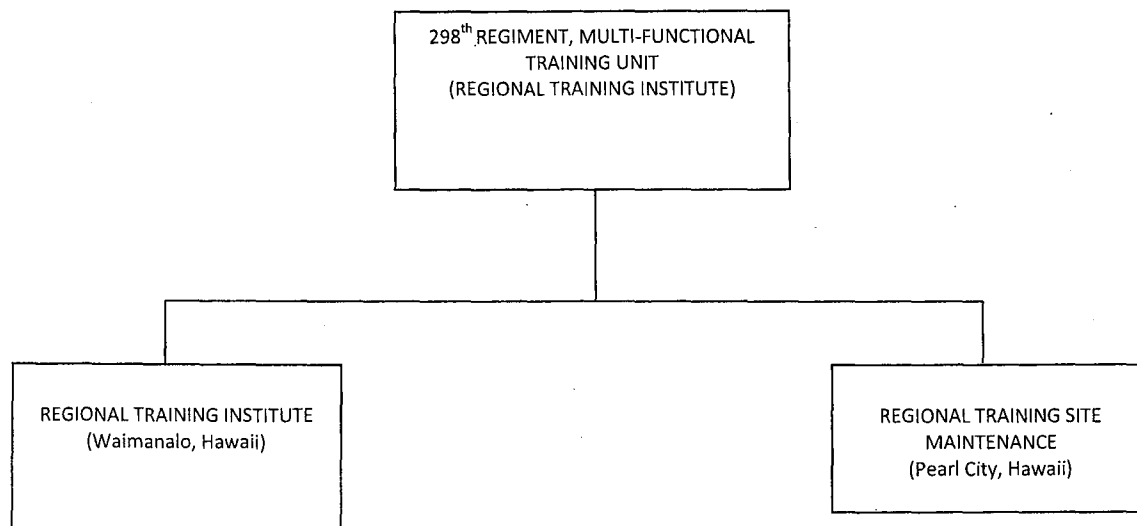 298th REGIMENT, MULTI-FUNCTIONAL
TRAINING UNIT
(REGIONAL TRAINING INSTITUTE)
REGIONAL TRAINING INSTITUTE
(Waimanalo, Hawaii)
REGIONAL TRAINING SITE
MAINTENANCE
(Pearl City, Hawaii)